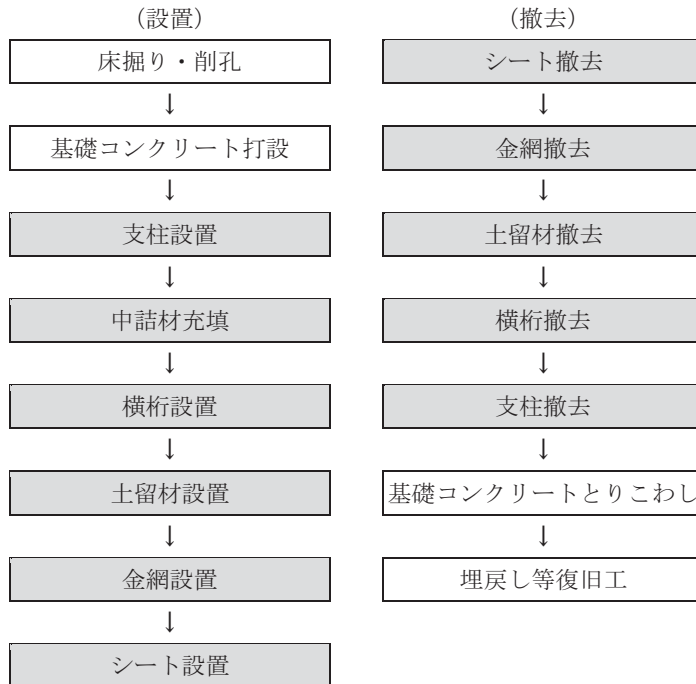 （設置）
床掘り・削孔
↓
基礎コンクリート打設
↓
支柱設置
↓
中詰材充填
↓
横桁設置
↓
土留材設置
↓
金網設置
↓
シート設置
（撤去）
シート撤去
↓
金網撤去
↓
土留材撤去
↓
横桁撤去
↓
支柱撤去
↓
基礎コンクリートとりこわし
↓
埋戻し等復旧工